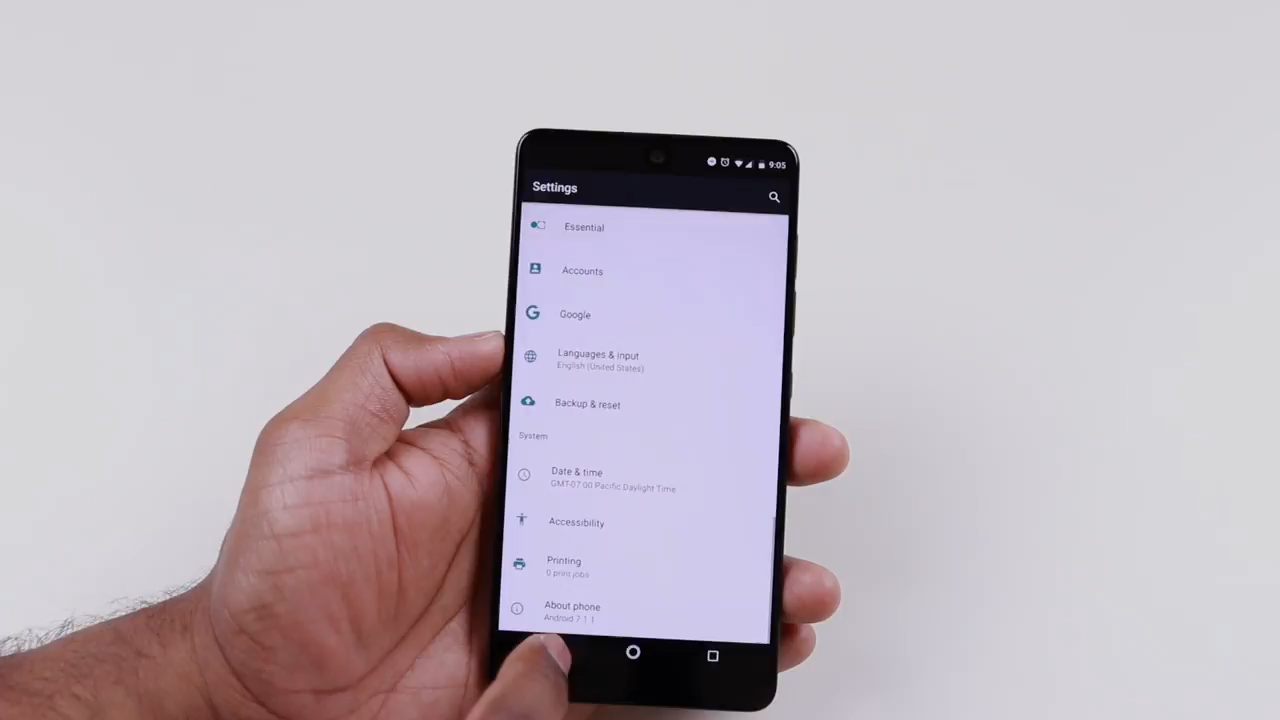 9:05
Settings
Essential
Accounts
Google
Languages & input
English (United States)
Backup & reset
System
Date & time
GMT-07:00 Pacific Daylight Time
Accessibility
Printing
0 print jobs
About phone
Android 7.1.1